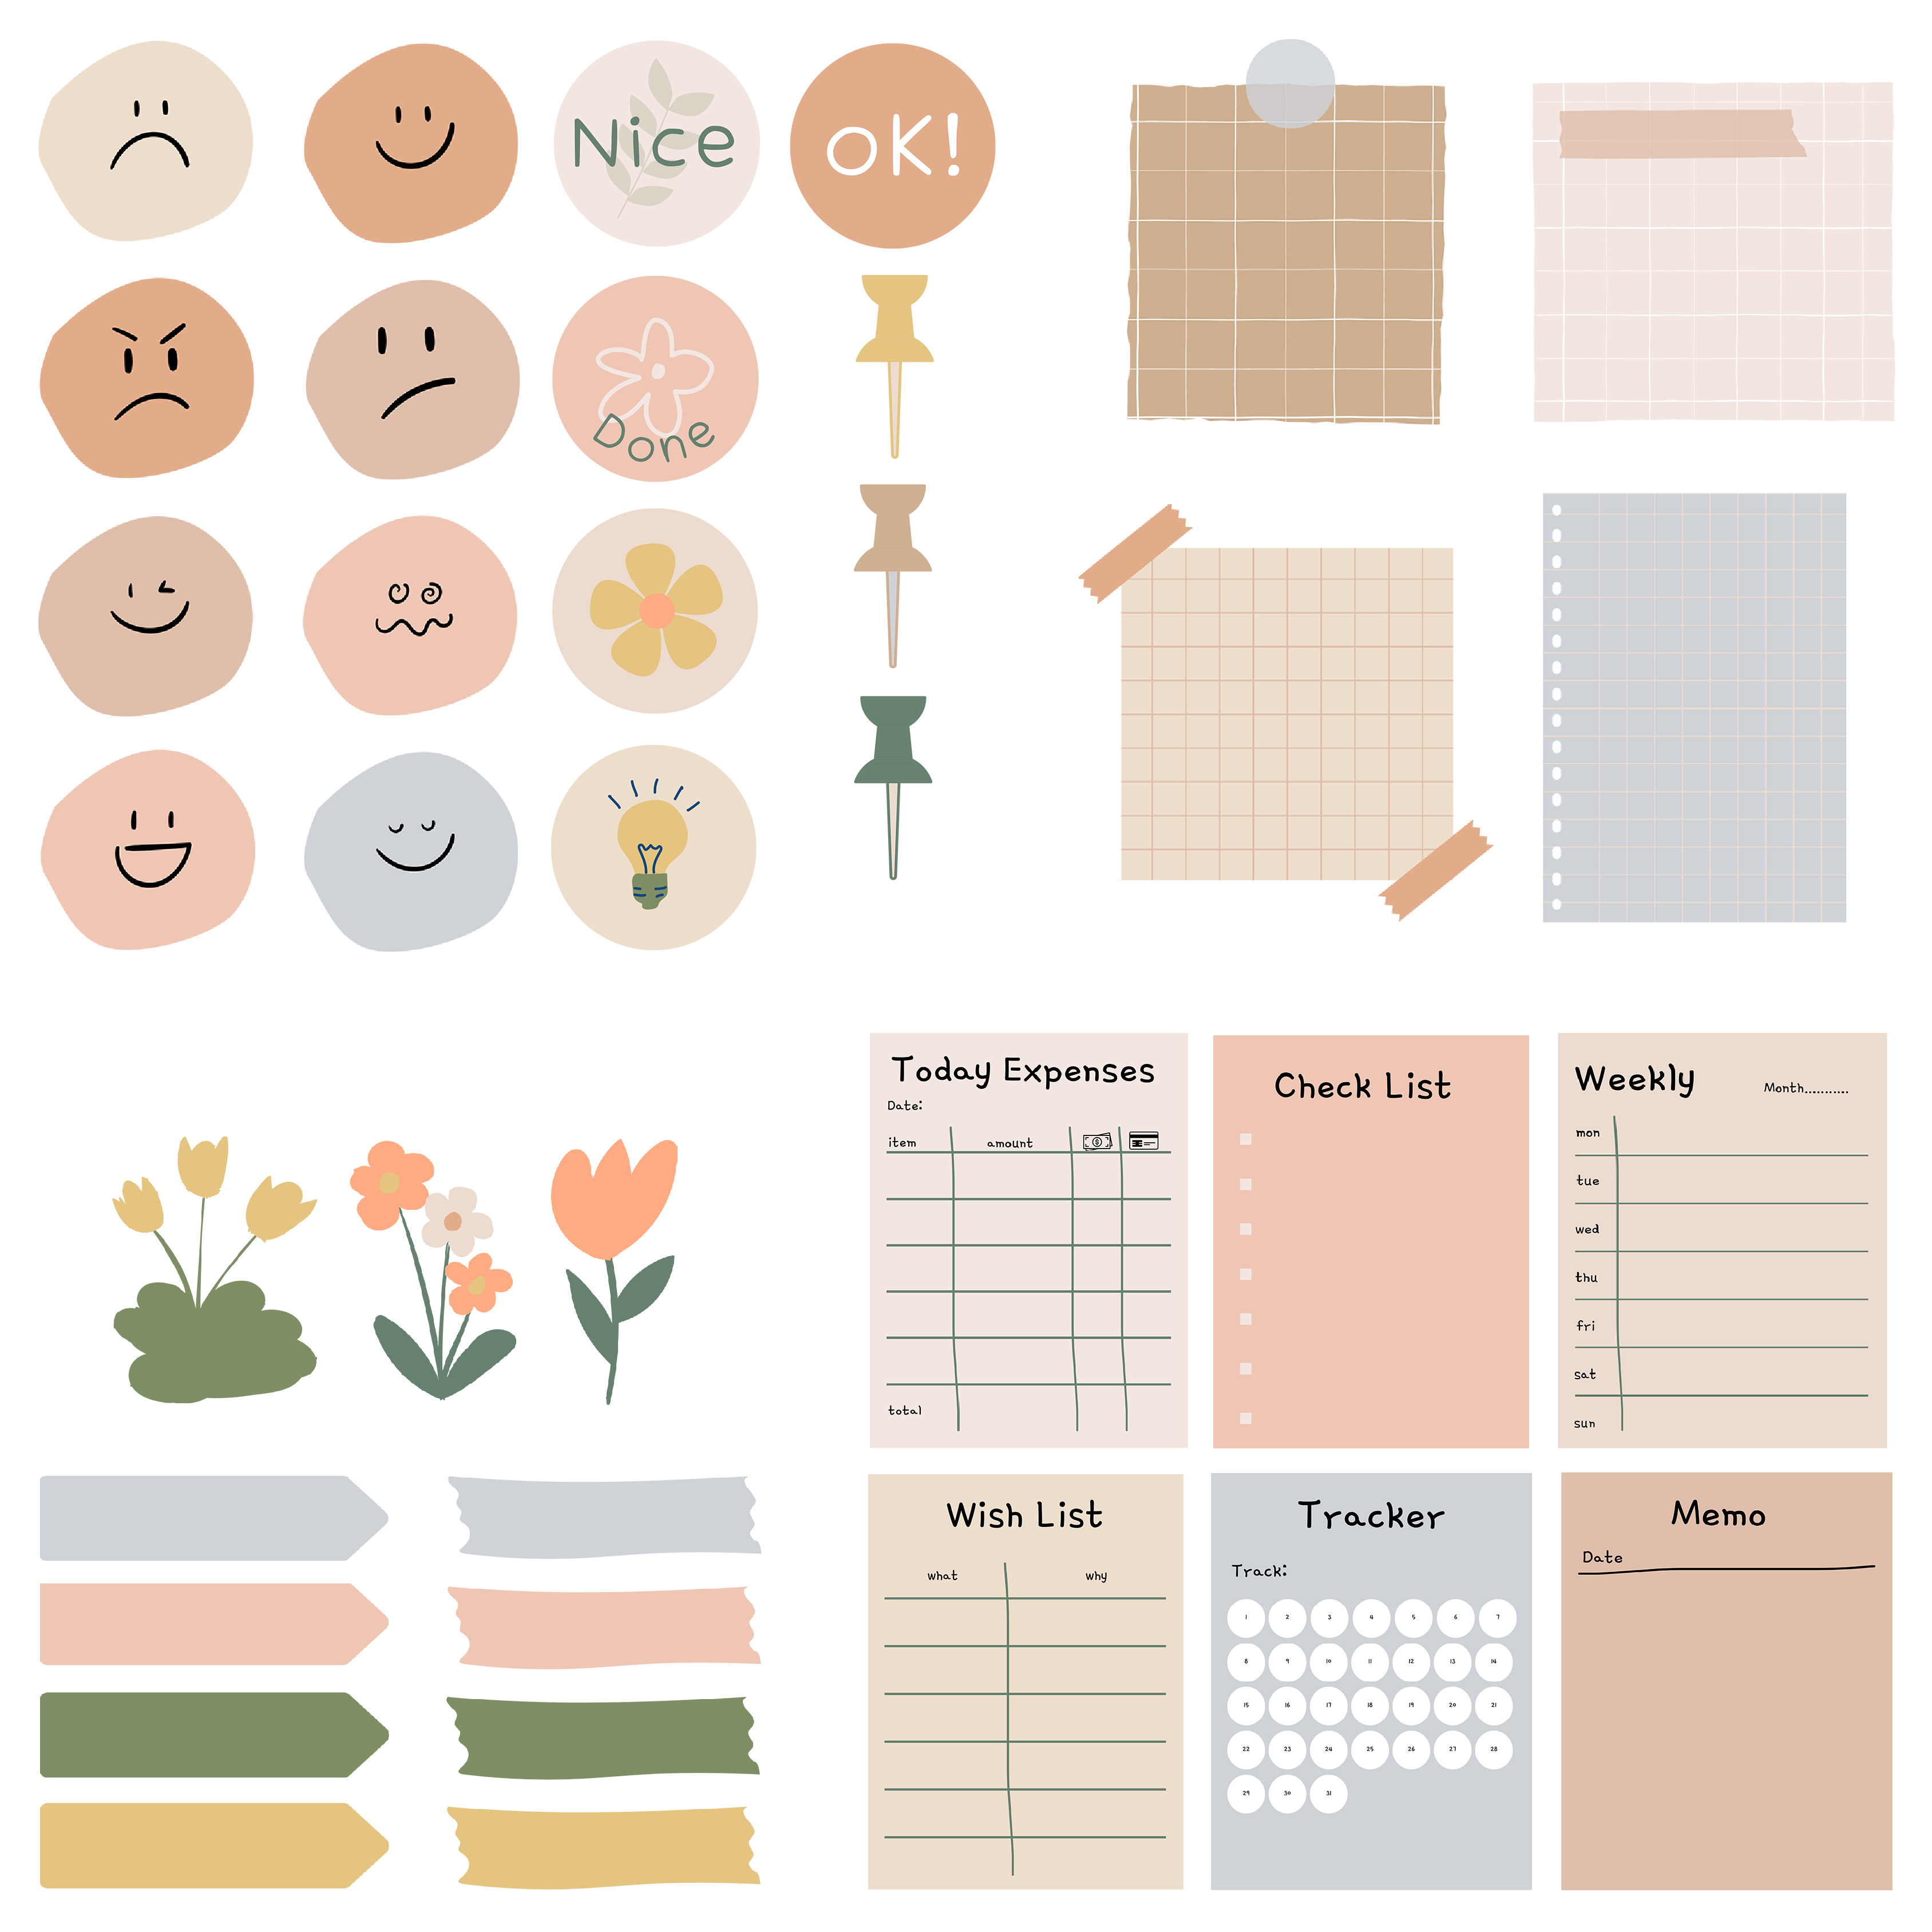 Nice
OK!
Done
Today Expenses
Date:
item amount
total
Check List
Weekly
Month..........
mon
tue
wed
thu
fri
sat
sun
Wish List
what why
Tracker
Track:
1 2 3 4 5 6 7
8 9 10 11 12 13 14
15 16 17 18 19 20 21
22 23 24 25 26 27 28
29 30 31
Memo
Date